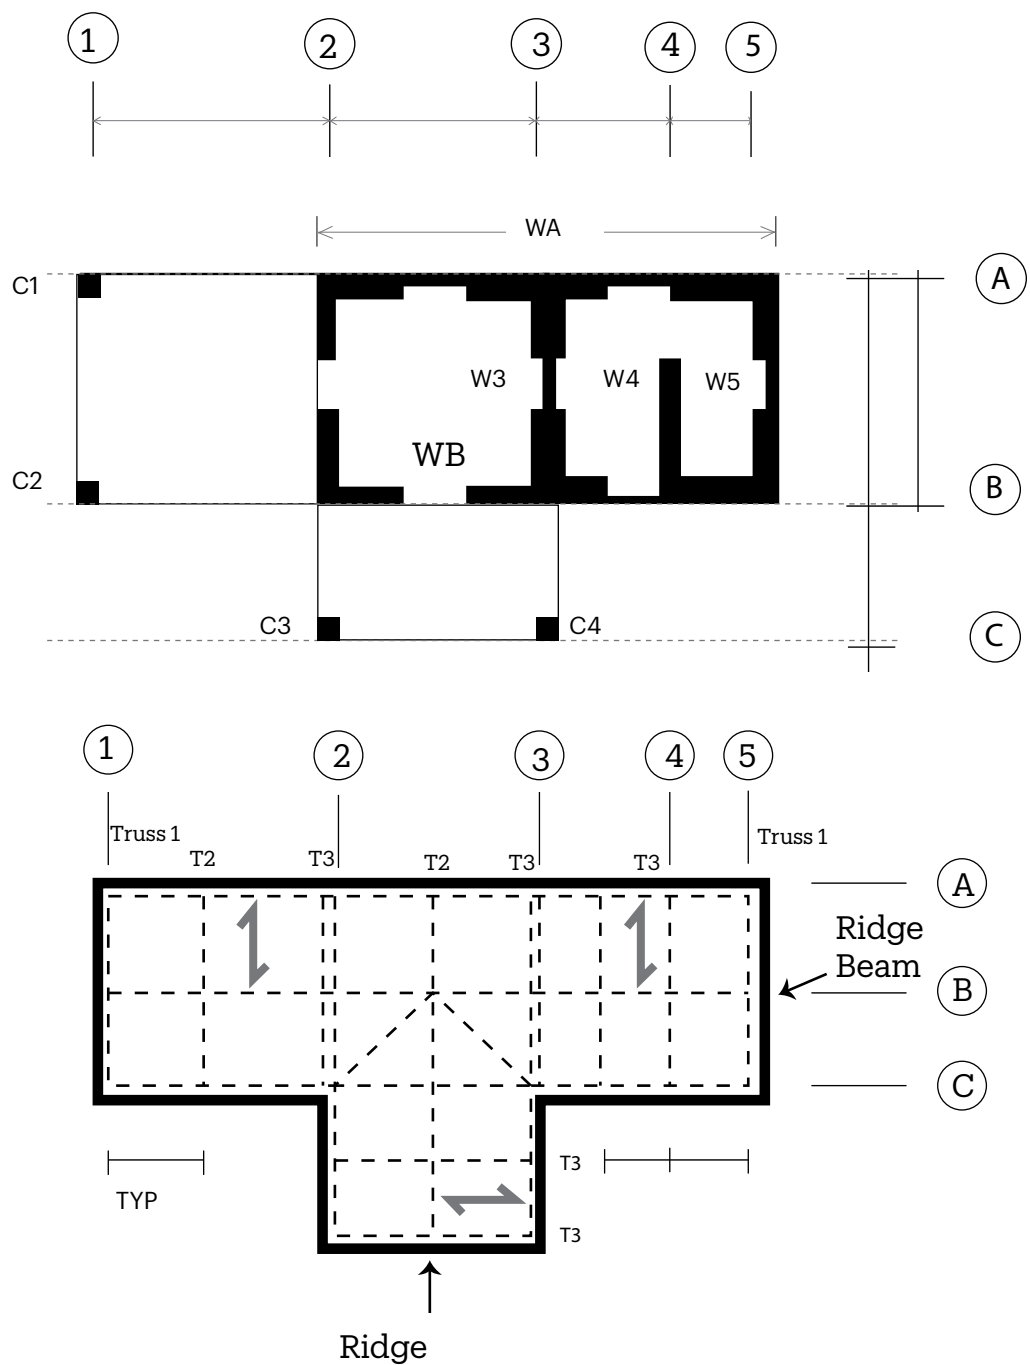 1 2 3 4 5
WA
C1
A
W3 W4 W5
WB
C2
B
C3 C4
C
1 2 3 4 5
Truss 1 Truss 1
T2 T3 T2 T3 T3
A
Ridge
Beam
B
C
T3
TYP
T3
Ridge